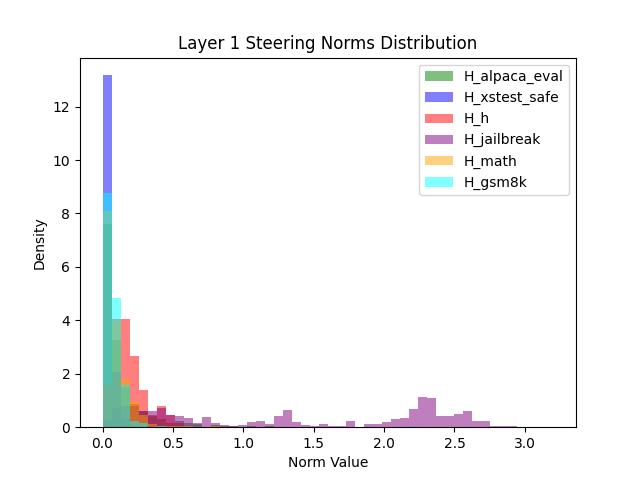 Layer 1 Steering Norms Distribution
H_alpaca_eval
H_xstest_safe
H_h
H_jailbreak
H_math
H_gsm8k
Density
12
10
8
6
4
2
0
0.0 0.5 1.0 1.5 2.0 2.5 3.0
Norm Value